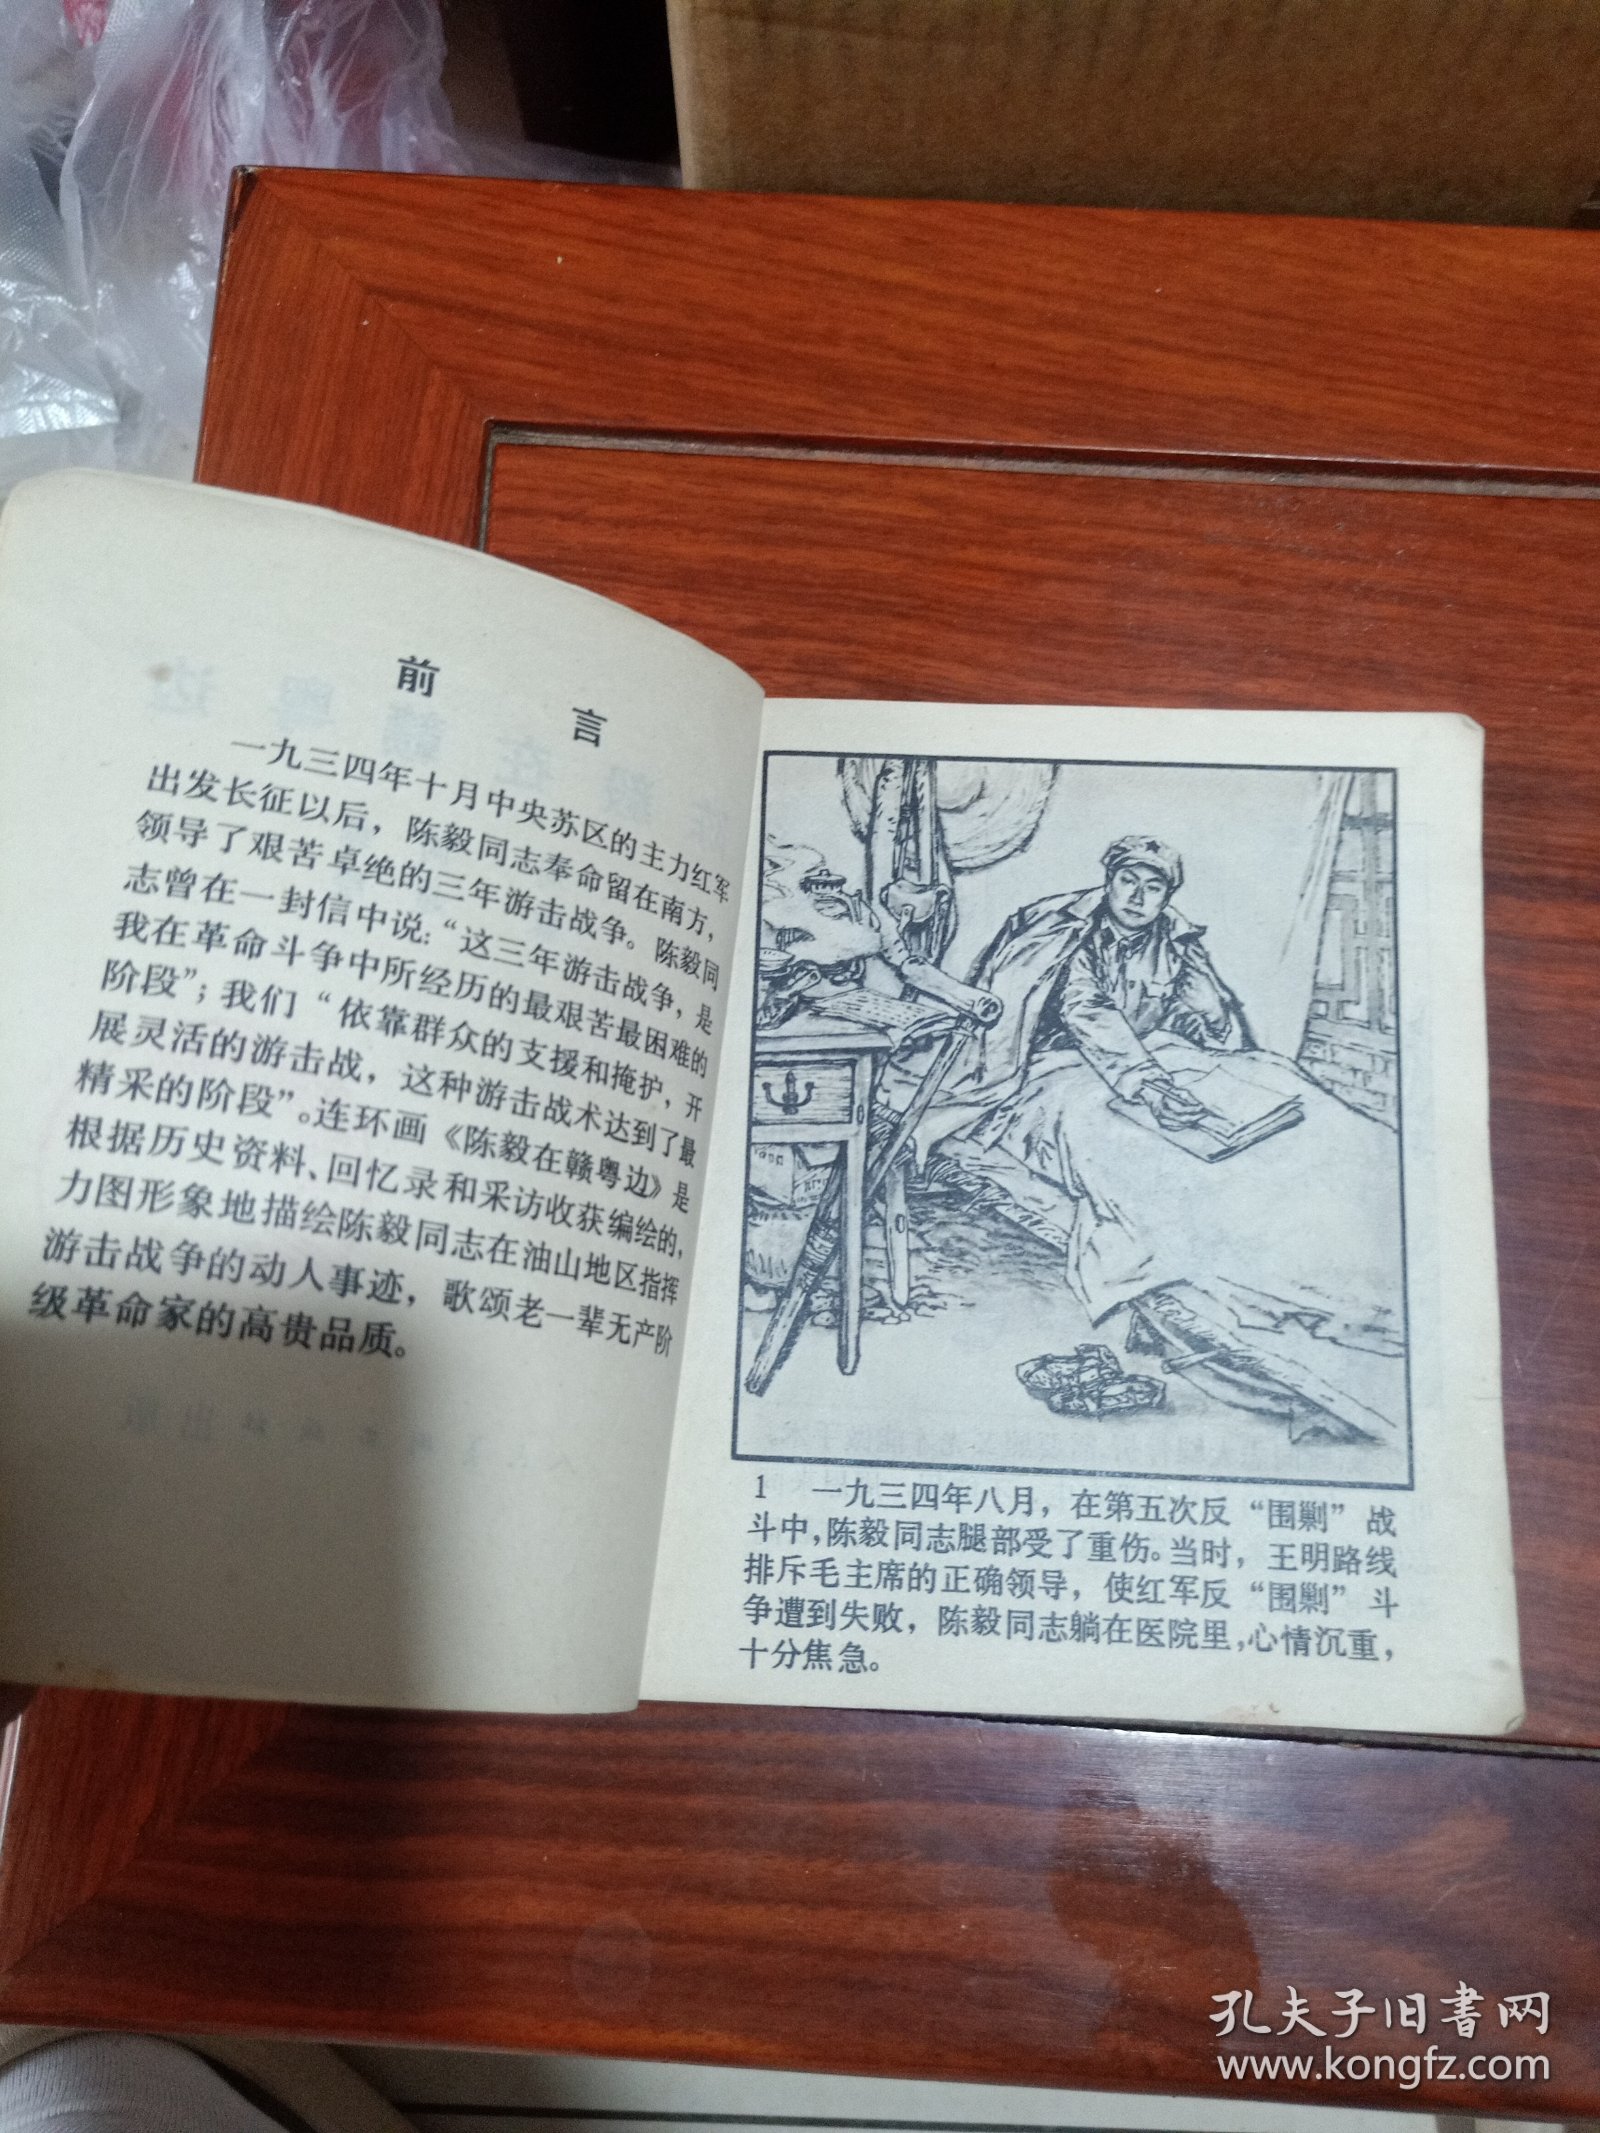 前言
一九三四年十月中央苏区的主力红军
出发长征以后，陈毅同志奉命留在南方，
领导了艰苦卓绝的三年游击战争。陈毅同
志曾在一封信中说：“这三年游击战争，是
我在革命斗争中所经历的最艰苦最困难的
阶段”；我们“依靠群众的支援和掩护，开
展灵活的游击战，这种游击战术达到了最
精采的阶段”。连环画《陈毅在赣粤边》是
根据历史资料、回忆录和采访收获编绘的，
力图形象地描绘陈毅同志在油山地区指挥
游击战争的动人事迹，歌颂老一辈无产阶
级革命家的高贵品质。
1 一九三四年八月，在第五次反“围剿”战
斗中，陈毅同志腿部受了重伤。当时，王明路线
排斥毛主席的正确领导，使红军反“围剿”斗
争遭到失败，陈毅同志躺在医院里，心情沉重，
十分焦急。
孔夫子旧书网
www.kongfz.com